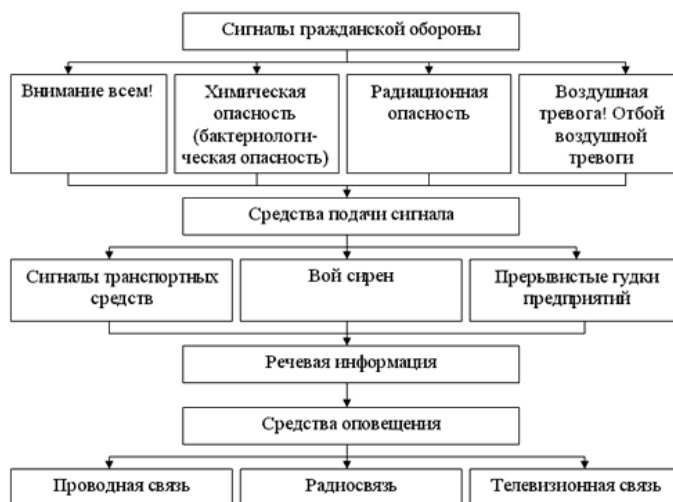 Сигналы гражданской обороны
Внимание всем!
Химическая
опасность
(бактериологи-
ческая опасность)
Радиационная
опасность
Воздушная
тревога! Отбой
воздушной
тревоги
Средства подачи сигнала
Сигналы транспортных
средств
Вой сирен
Прерывистые гудки
предприятий
Речевая информация
Средства оповещения
Проводная связь
Радиосвязь
Телевизионная связь